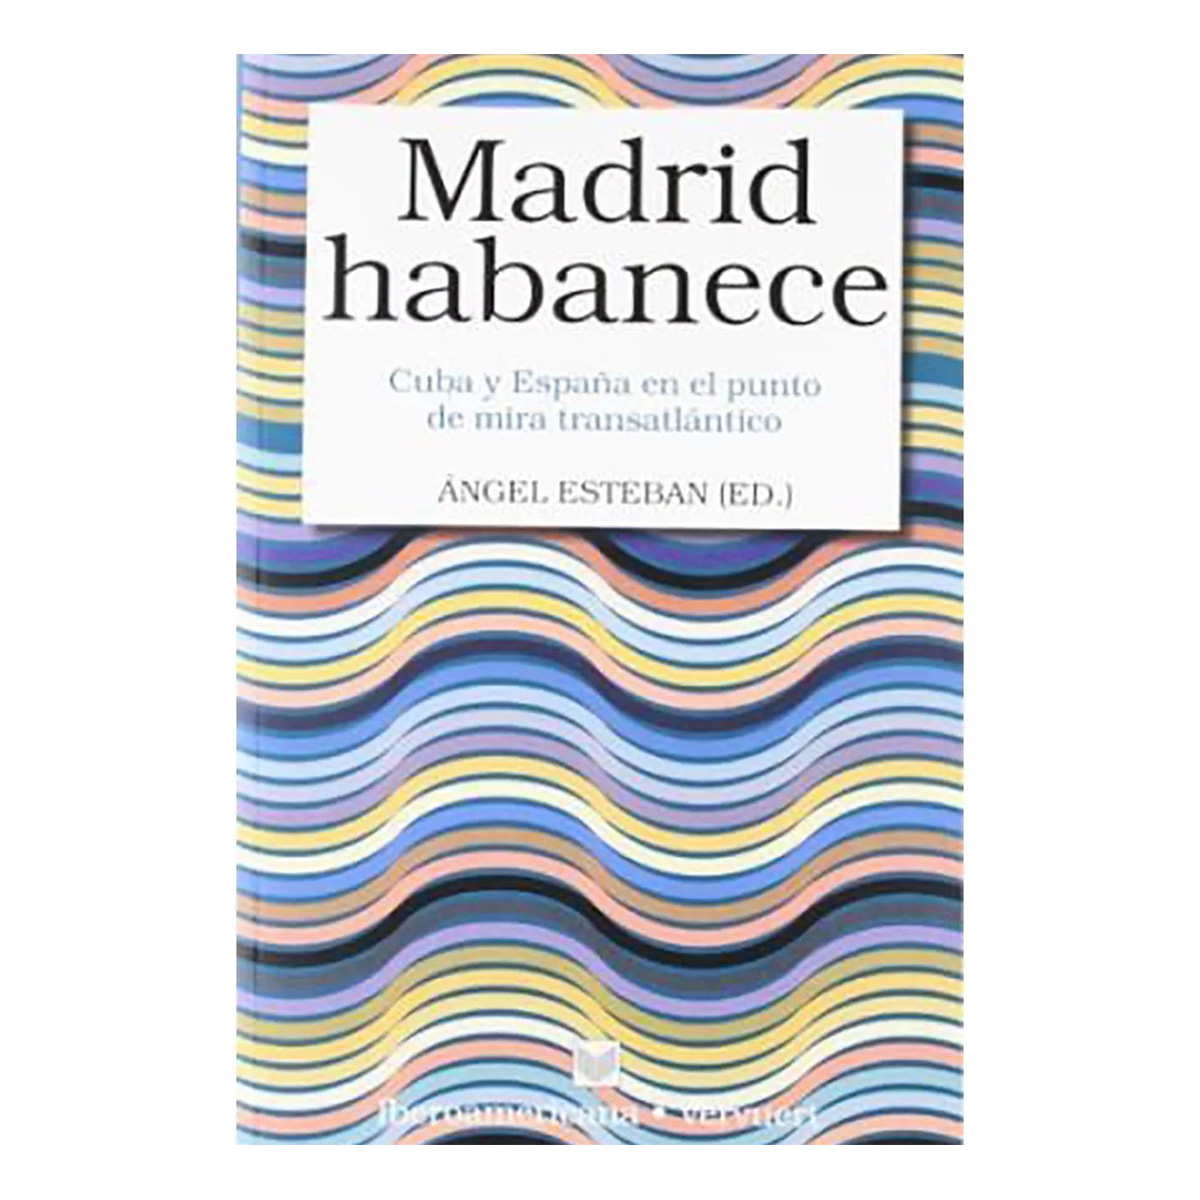 Madrid
habanece
Cuba y España en el punto
de mira transatlántico
ÁNGEL ESTEBAN (ED.)
Iberoamericana • Vervuert